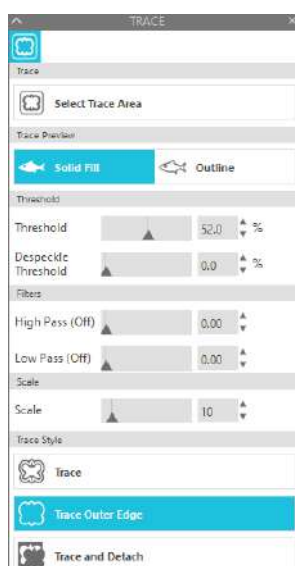 TRACE
Trace
Select Trace Area
Trace Preview
Solid Fill Outline
Threshold
Threshold 52.0 %
Despeckle
Threshold 0.0 %
Filters
High Pass (Off) 0.00
Low Pass (Off) 0.00
Scale
Scale 10
Trace Style
Trace
Trace Outer Edge
Trace and Detach